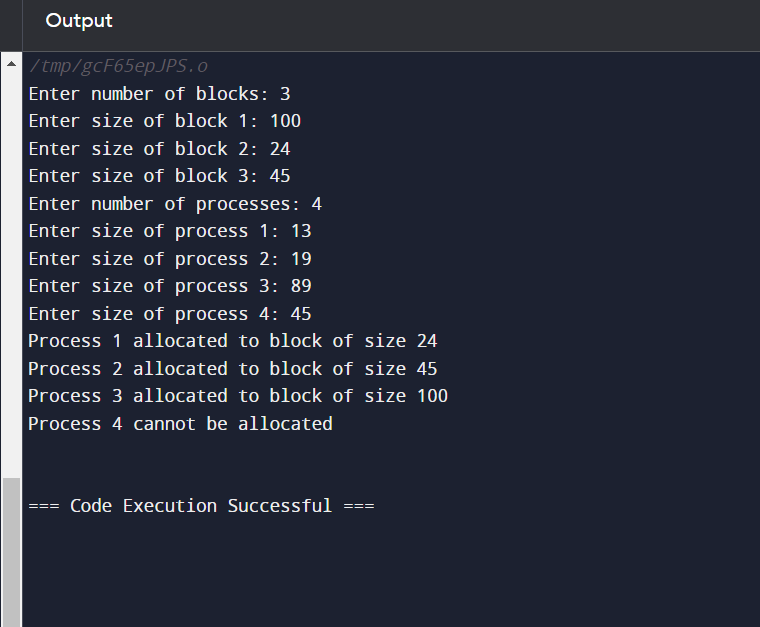 Output
/tmp/gcF65epJPS.o
Enter number of blocks: 3
Enter size of block 1: 100
Enter size of block 2: 24
Enter size of block 3: 45
Enter number of processes: 4
Enter size of process 1: 13
Enter size of process 2: 19
Enter size of process 3: 89
Enter size of process 4: 45
Process 1 allocated to block of size 24
Process 2 allocated to block of size 45
Process 3 allocated to block of size 100
Process 4 cannot be allocated
=== Code Execution Successful ===